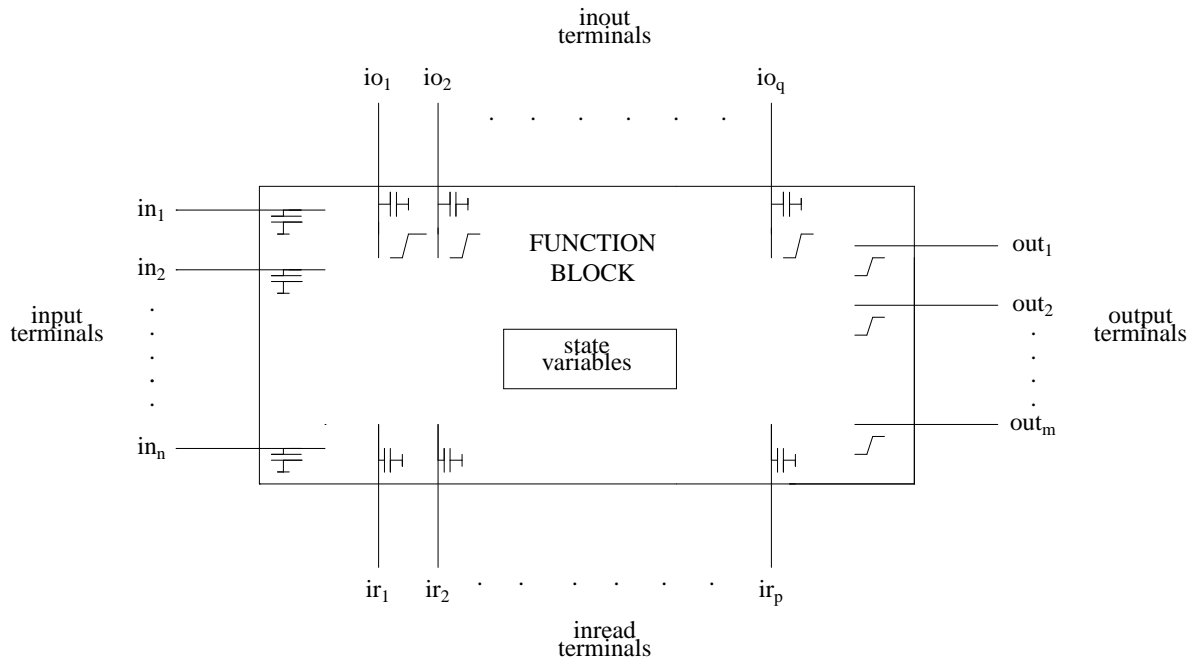 inout
terminals
io1 io2 ioq
in1
in2
inn
input
terminals
FUNCTION
BLOCK
state
variables
out1
out2
outm
output
terminals
ir1 ir2 irp
inread
terminals